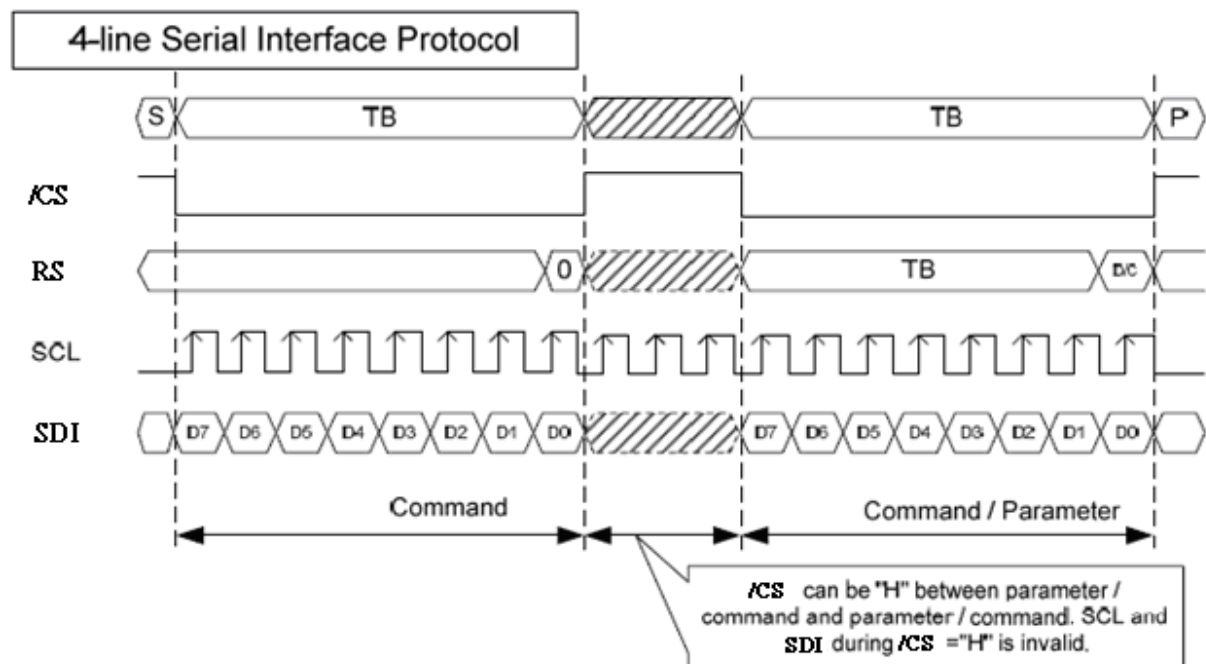 4-line Serial Interface Protocol
S TB TB P
/CS
RS 0 TB D/C
SCL
SDI D7 D6 D5 D4 D3 D2 D1 D0 D7 D6 D5 D4 D3 D2 D1 D0
Command Command / Parameter
/CS can be "H" between parameter /
command and parameter / command. SCL and
SDI during /CS ="H" is invalid.